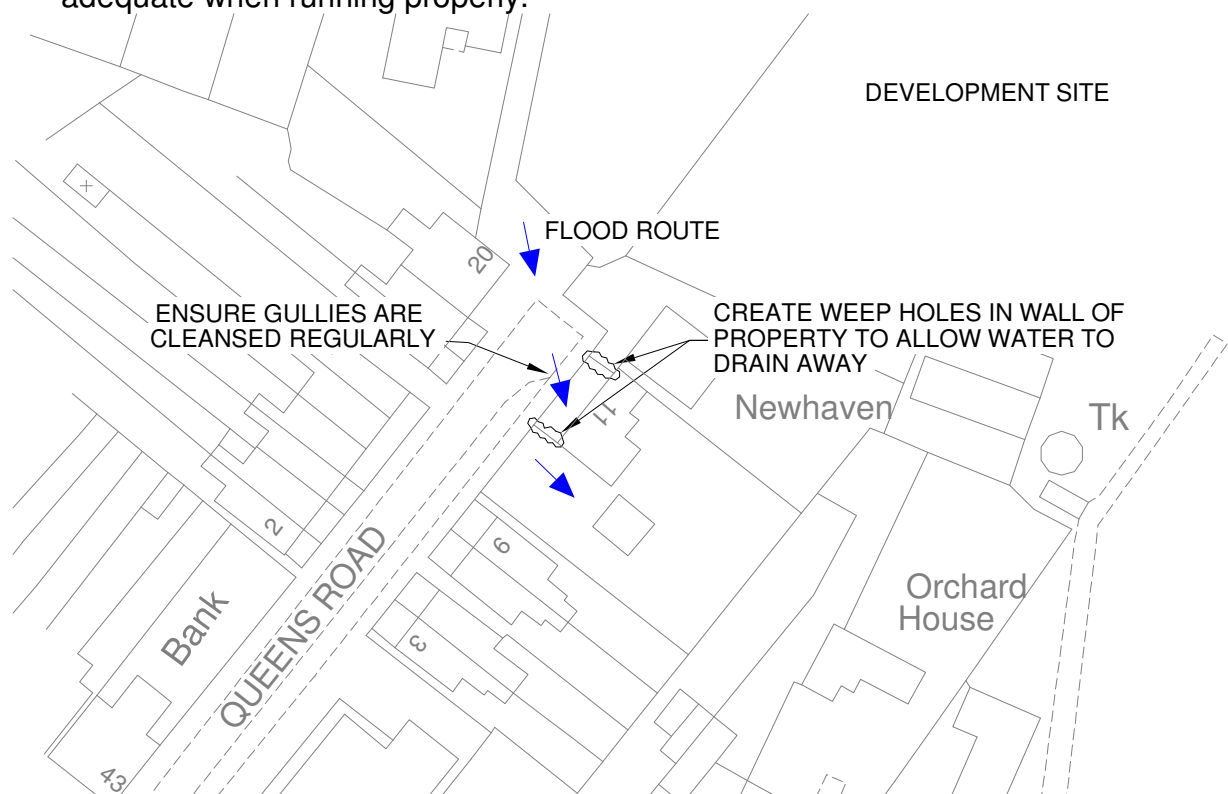 adequate when running properly.
DEVELOPMENT SITE
FLOOD ROUTE
20
ENSURE GULLIES ARE
CLEANSED REGULARLY
CREATE WEEP HOLES IN WALL OF
PROPERTY TO ALLOW WATER TO
DRAIN AWAY
11
Newhaven
Tk
2
QUEENS ROAD
9
Orchard
House
Bank
3
43